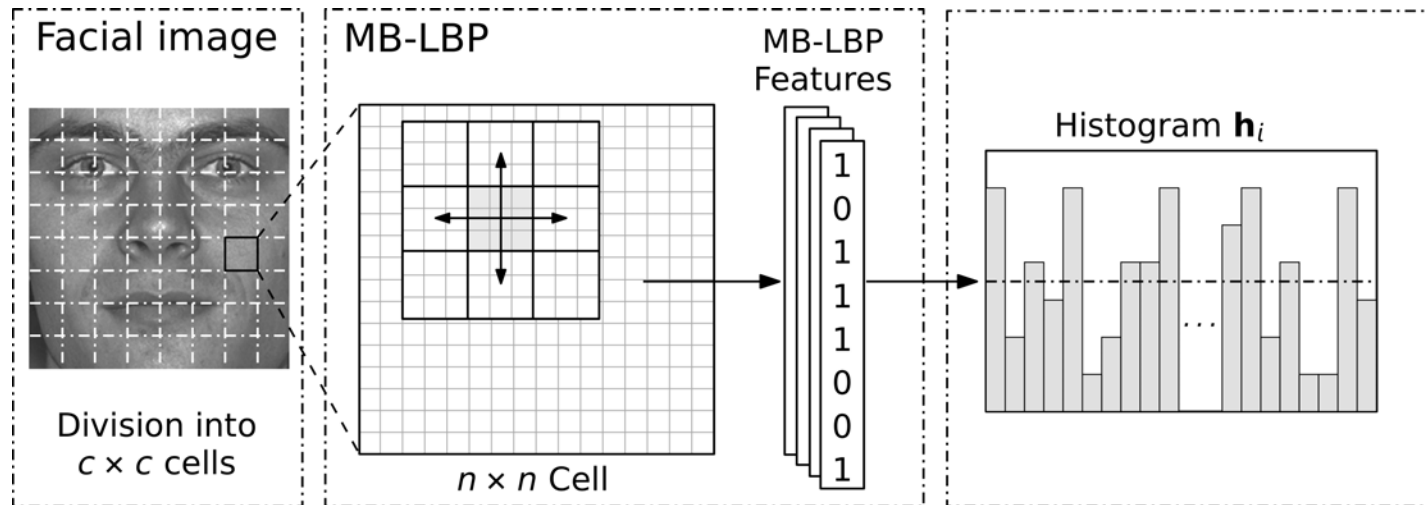 Facial image
Division into
c × c cells
MB-LBP
n × n Cell
MB-LBP
Features
1
0
1
1
1
0
0
1
Histogram hᵢ
...